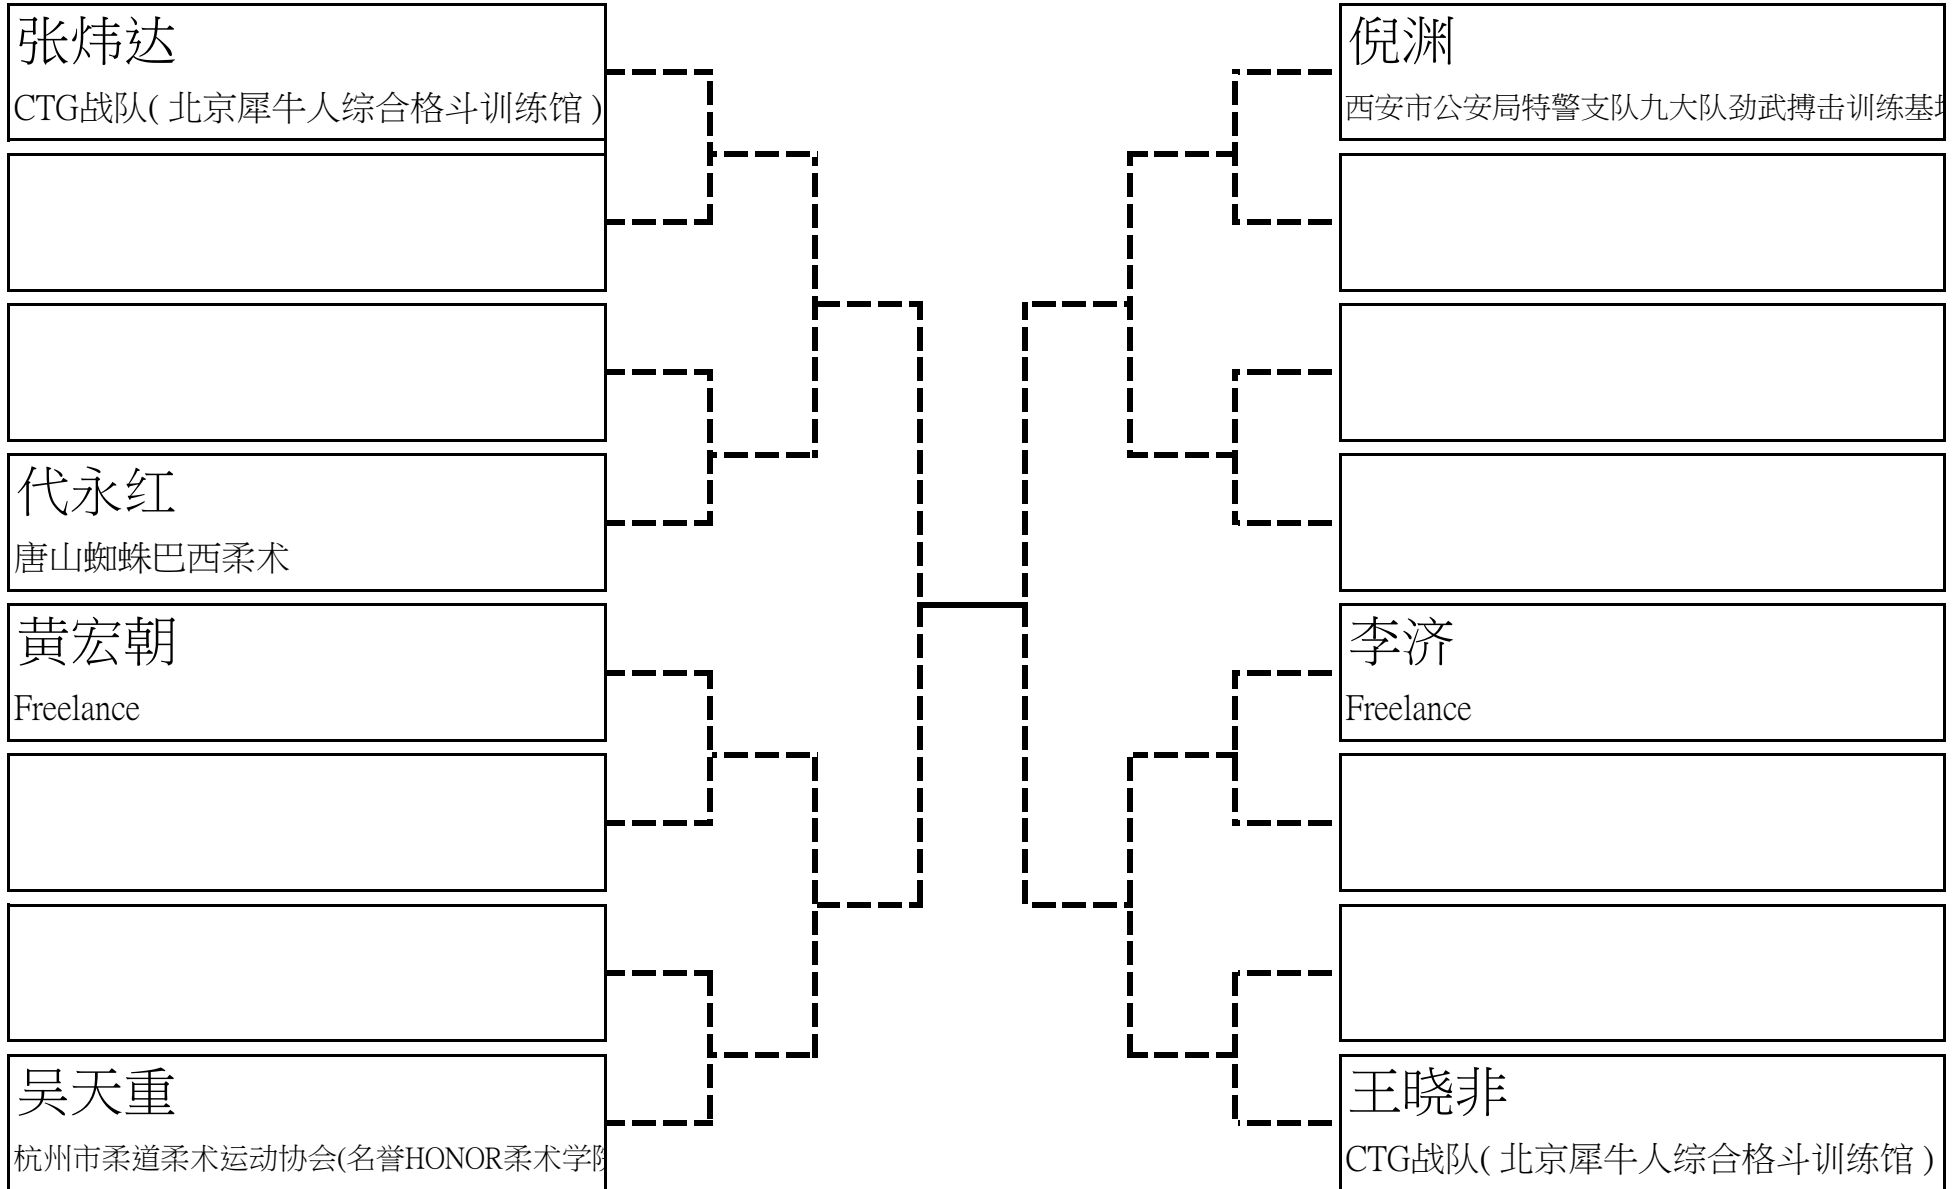 张炜达
CTG战队( 北京犀牛人综合格斗训练馆 )
代永红
唐山蜘蛛巴西柔术
黄宏朝
Freelance
吴天重
杭州市柔道柔术运动协会(名誉HONOR柔术学院
倪渊
西安市公安局特警支队九大队劲武搏击训练基地
李济
Freelance
王晓非
CTG战队( 北京犀牛人综合格斗训练馆 )